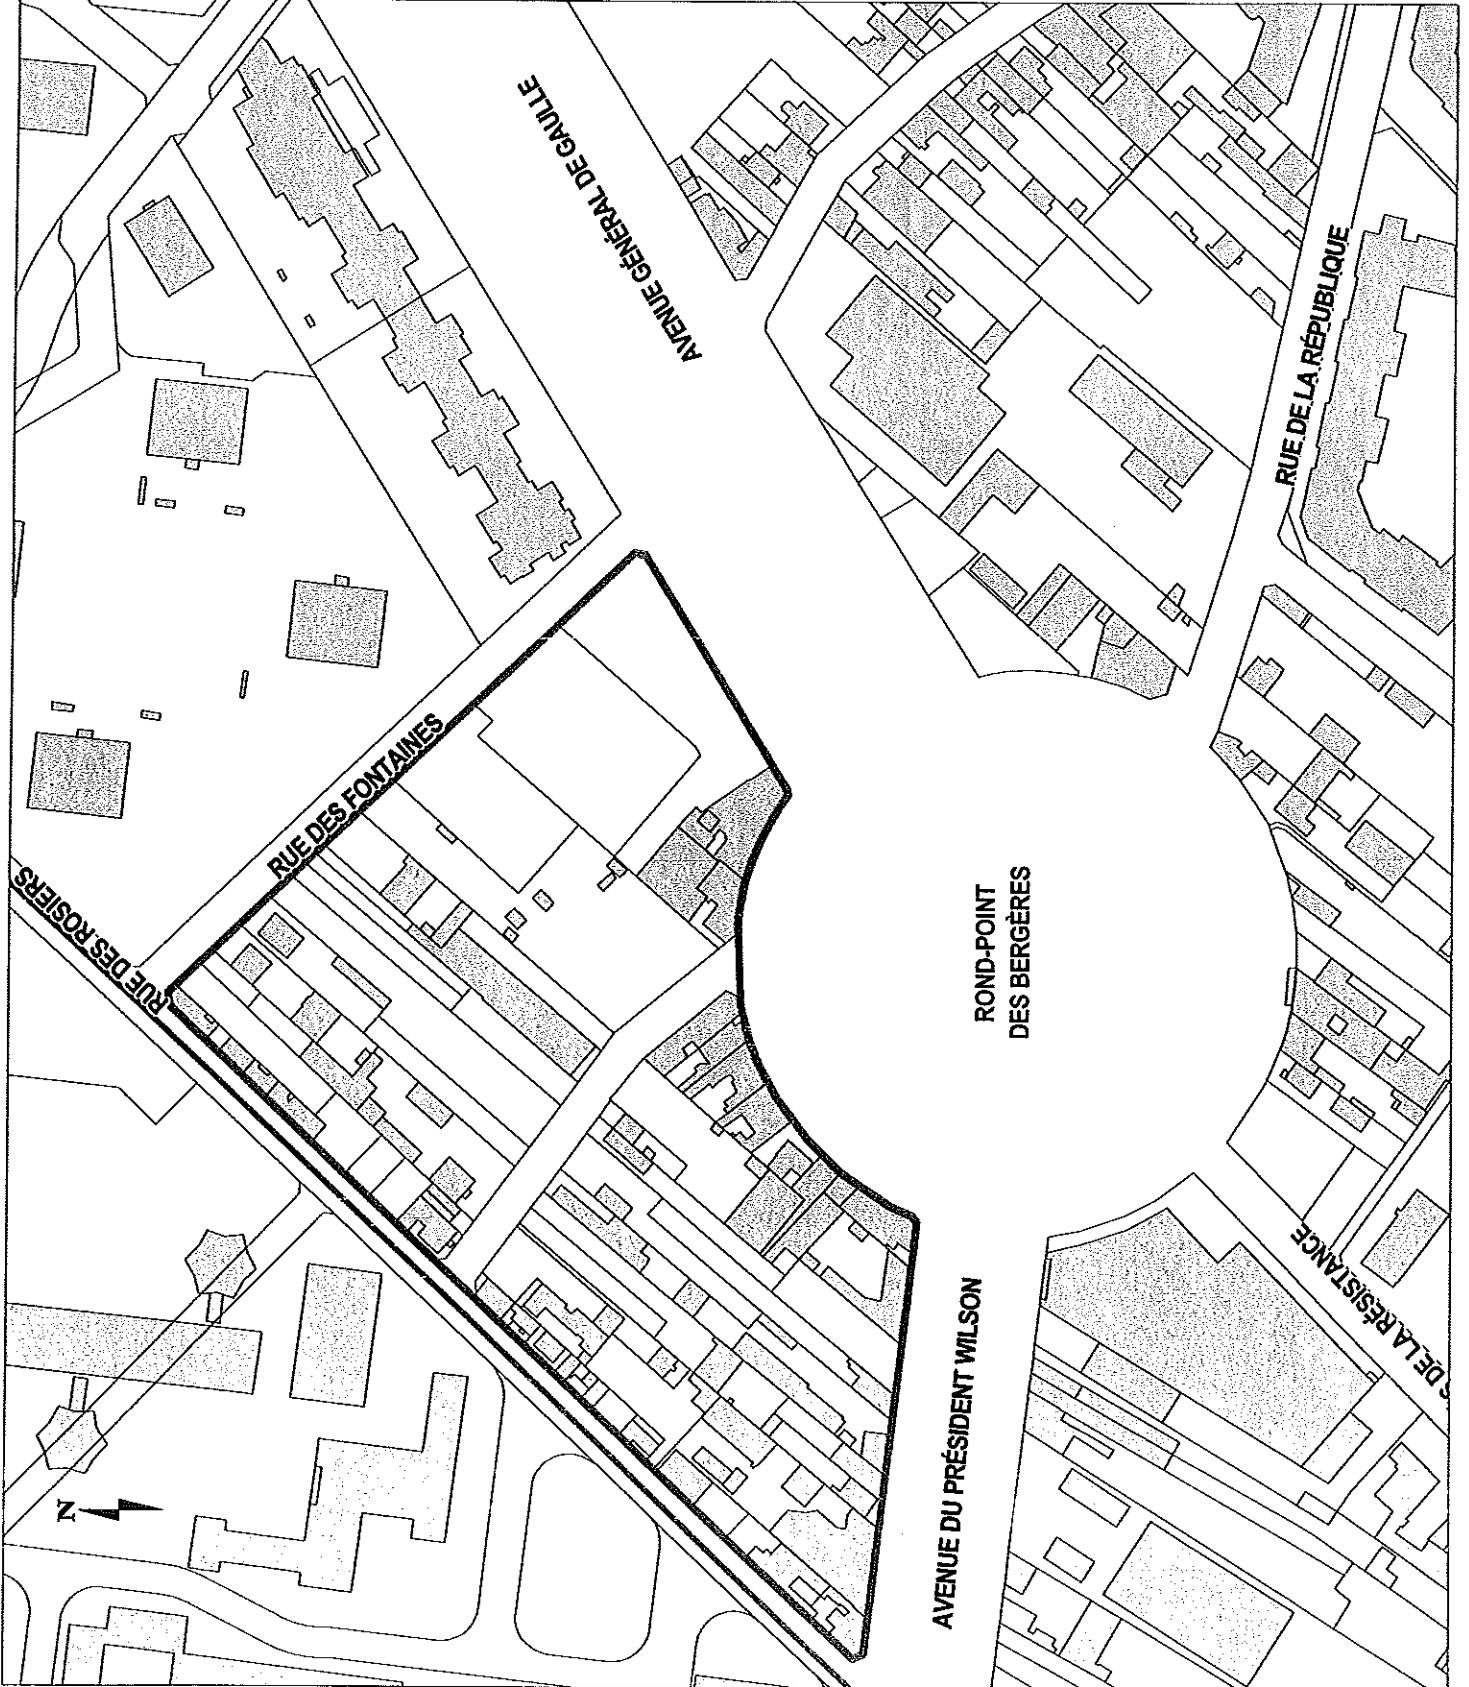 AVENUE GÉNÉRAL DE GAULLE
RUE DE LA RÉPUBLIQUE
RUE DES FONTAINES
RUE DES ROSIERS
ROND-POINT
DES BERGÈRES
S DE LA RÉSISTANCE
AVENUE DU PRÉSIDENT WILSON
N